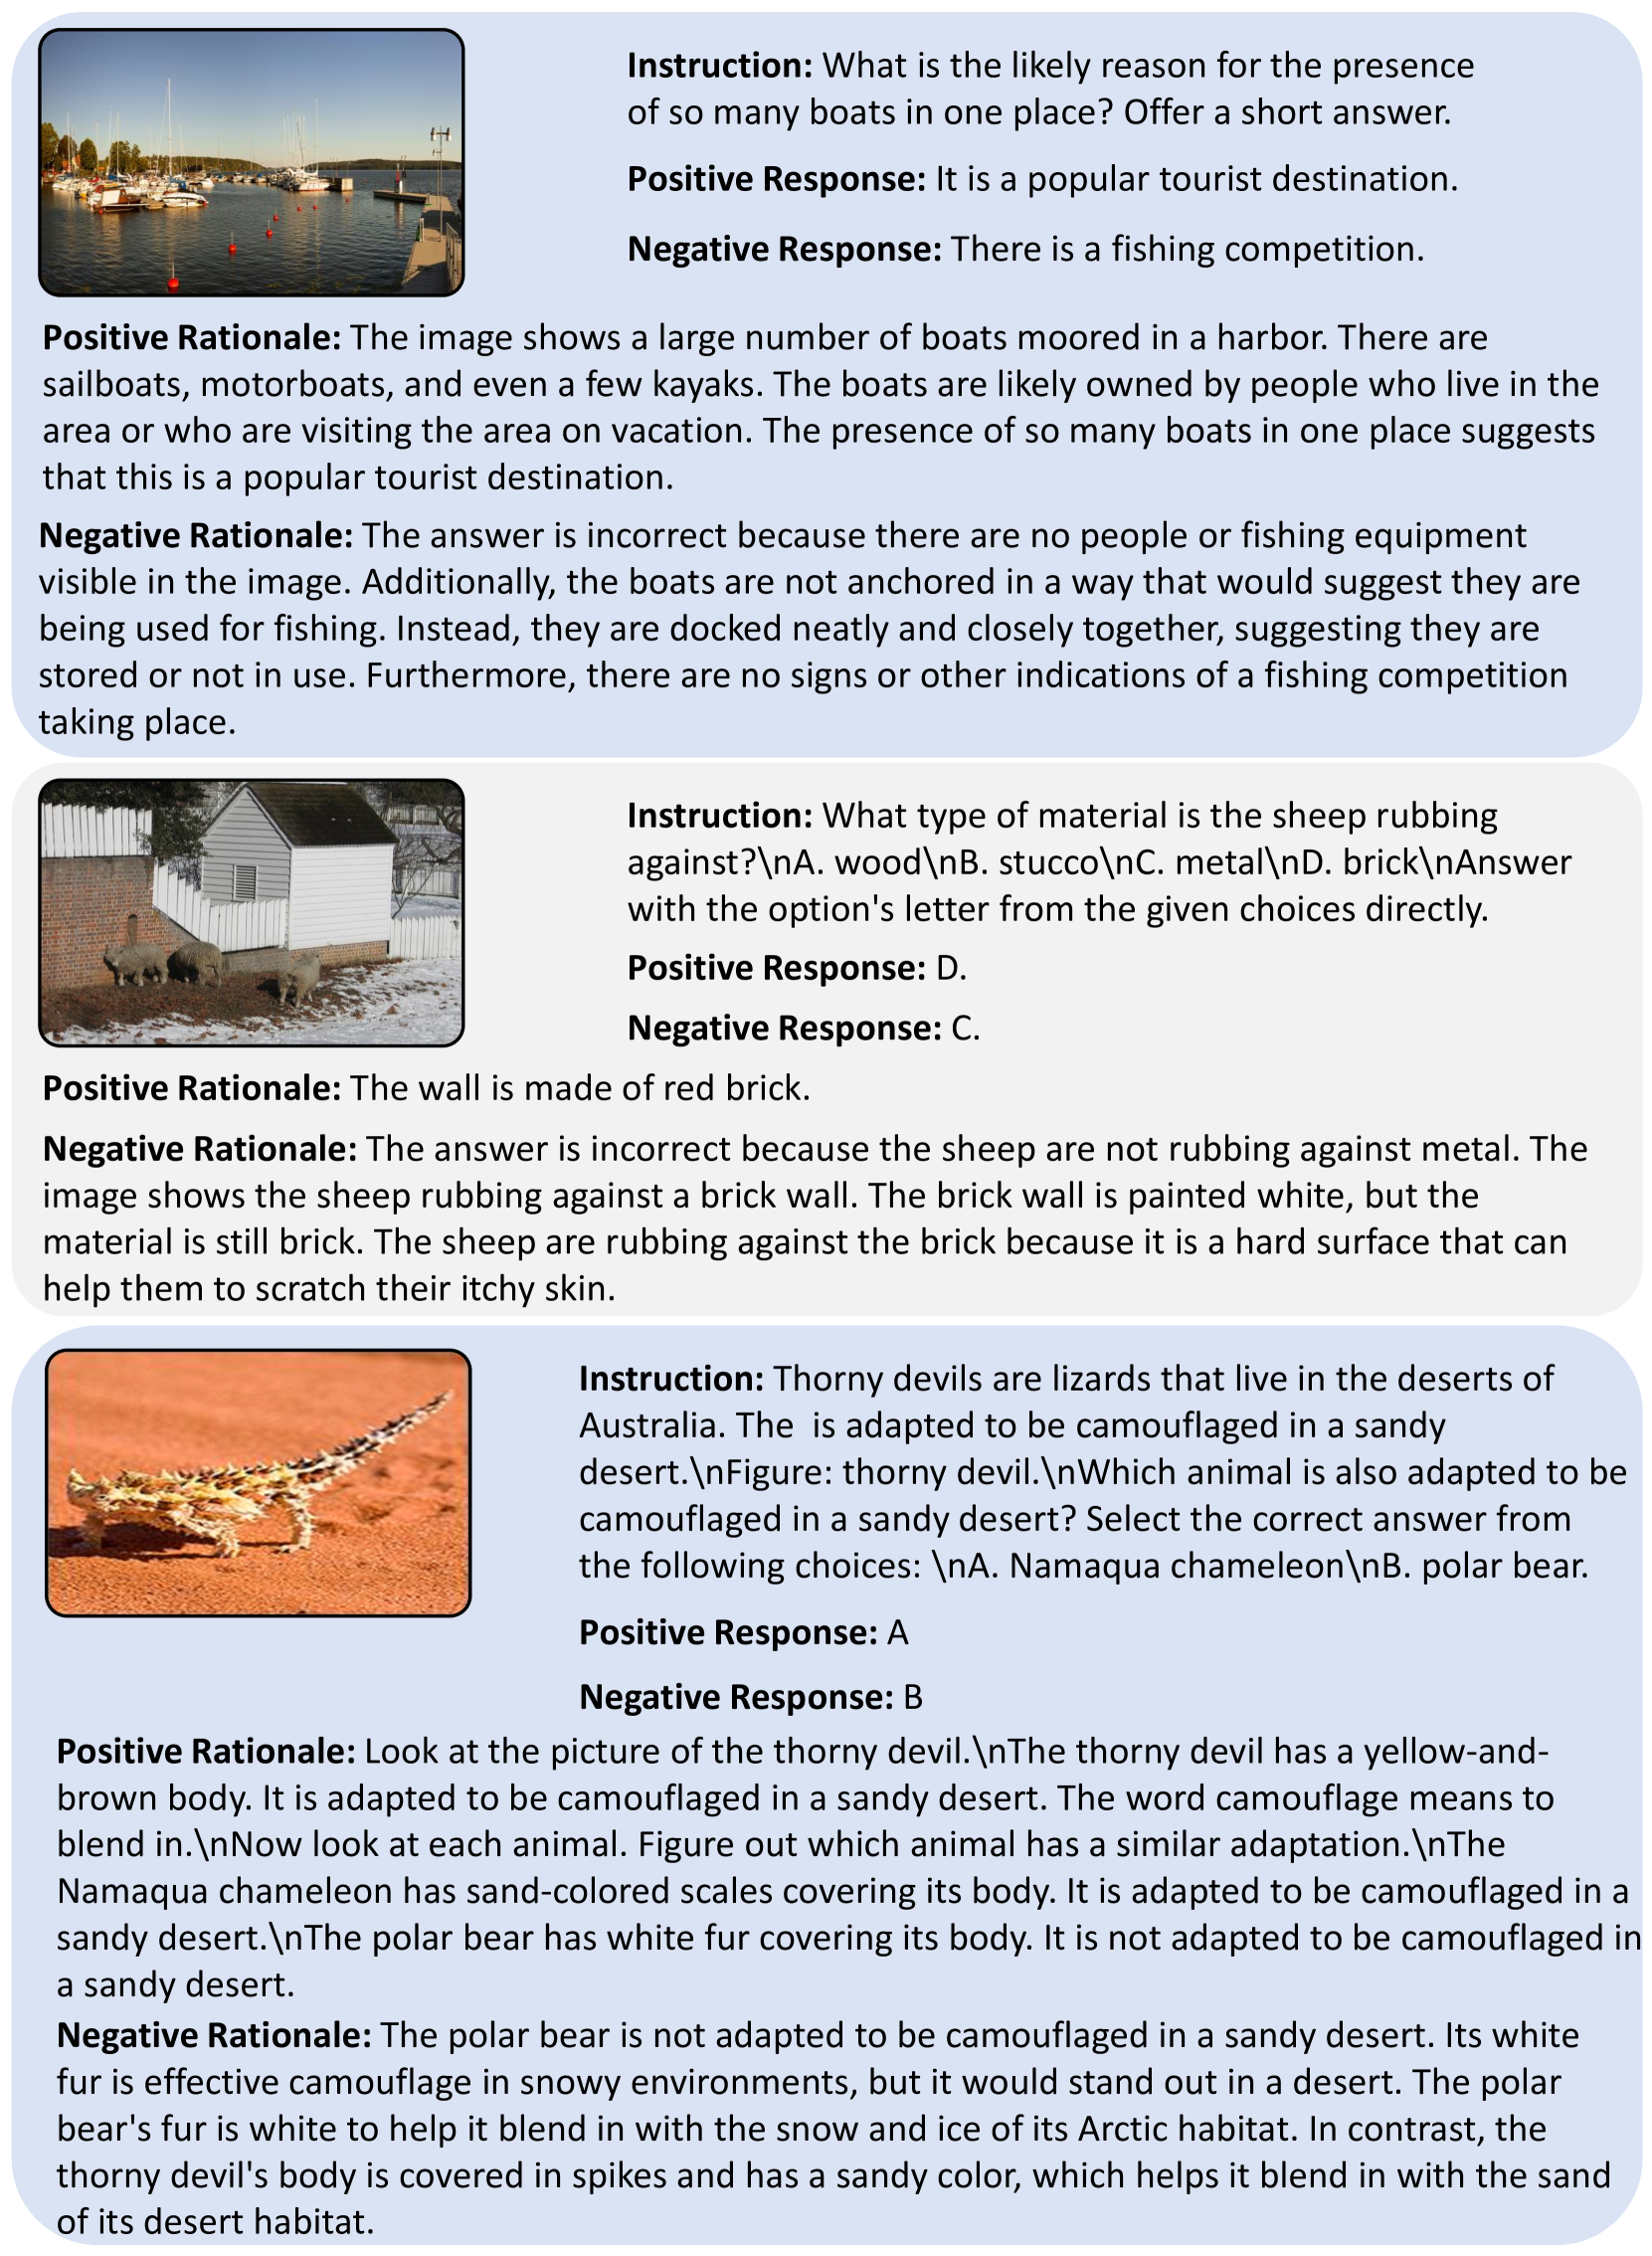 Instruction: What is the likely reason for the presence
of so many boats in one place? Offer a short answer.
Positive Response: It is a popular tourist destination.
Negative Response: There is a fishing competition.
Positive Rationale: The image shows a large number of boats moored in a harbor. There are
sailboats, motorboats, and even a few kayaks. The boats are likely owned by people who live in the
area or who are visiting the area on vacation. The presence of so many boats in one place suggests
that this is a popular tourist destination.
Negative Rationale: The answer is incorrect because there are no people or fishing equipment
visible in the image. Additionally, the boats are not anchored in a way that would suggest they are
being used for fishing. Instead, they are docked neatly and closely together, suggesting they are
stored or not in use. Furthermore, there are no signs or other indications of a fishing competition
taking place.
Instruction: What type of material is the sheep rubbing
against?\nA. wood\nB. stucco\nC. metal\nD. brick\nAnswer
with the option's letter from the given choices directly.
Positive Response: D.
Negative Response: C.
Positive Rationale: The wall is made of red brick.
Negative Rationale: The answer is incorrect because the sheep are not rubbing against metal. The
image shows the sheep rubbing against a brick wall. The brick wall is painted white, but the
material is still brick. The sheep are rubbing against the brick because it is a hard surface that can
help them to scratch their itchy skin.
Instruction: Thorny devils are lizards that live in the deserts of
Australia. The  is adapted to be camouflaged in a sandy
desert.\nFigure: thorny devil.\nWhich animal is also adapted to be
camouflaged in a sandy desert? Select the correct answer from
the following choices: \nA. Namaqua chameleon\nB. polar bear.
Positive Response: A
Negative Response: B
Positive Rationale: Look at the picture of the thorny devil.\nThe thorny devil has a yellow-and-
brown body. It is adapted to be camouflaged in a sandy desert. The word camouflage means to
blend in.\nNow look at each animal. Figure out which animal has a similar adaptation.\nThe
Namaqua chameleon has sand-colored scales covering its body. It is adapted to be camouflaged in a
sandy desert.\nThe polar bear has white fur covering its body. It is not adapted to be camouflaged in
a sandy desert.
Negative Rationale: The polar bear is not adapted to be camouflaged in a sandy desert. Its white
fur is effective camouflage in snowy environments, but it would stand out in a desert. The polar
bear's fur is white to help it blend in with the snow and ice of its Arctic habitat. In contrast, the
thorny devil's body is covered in spikes and has a sandy color, which helps it blend in with the sand
of its desert habitat.